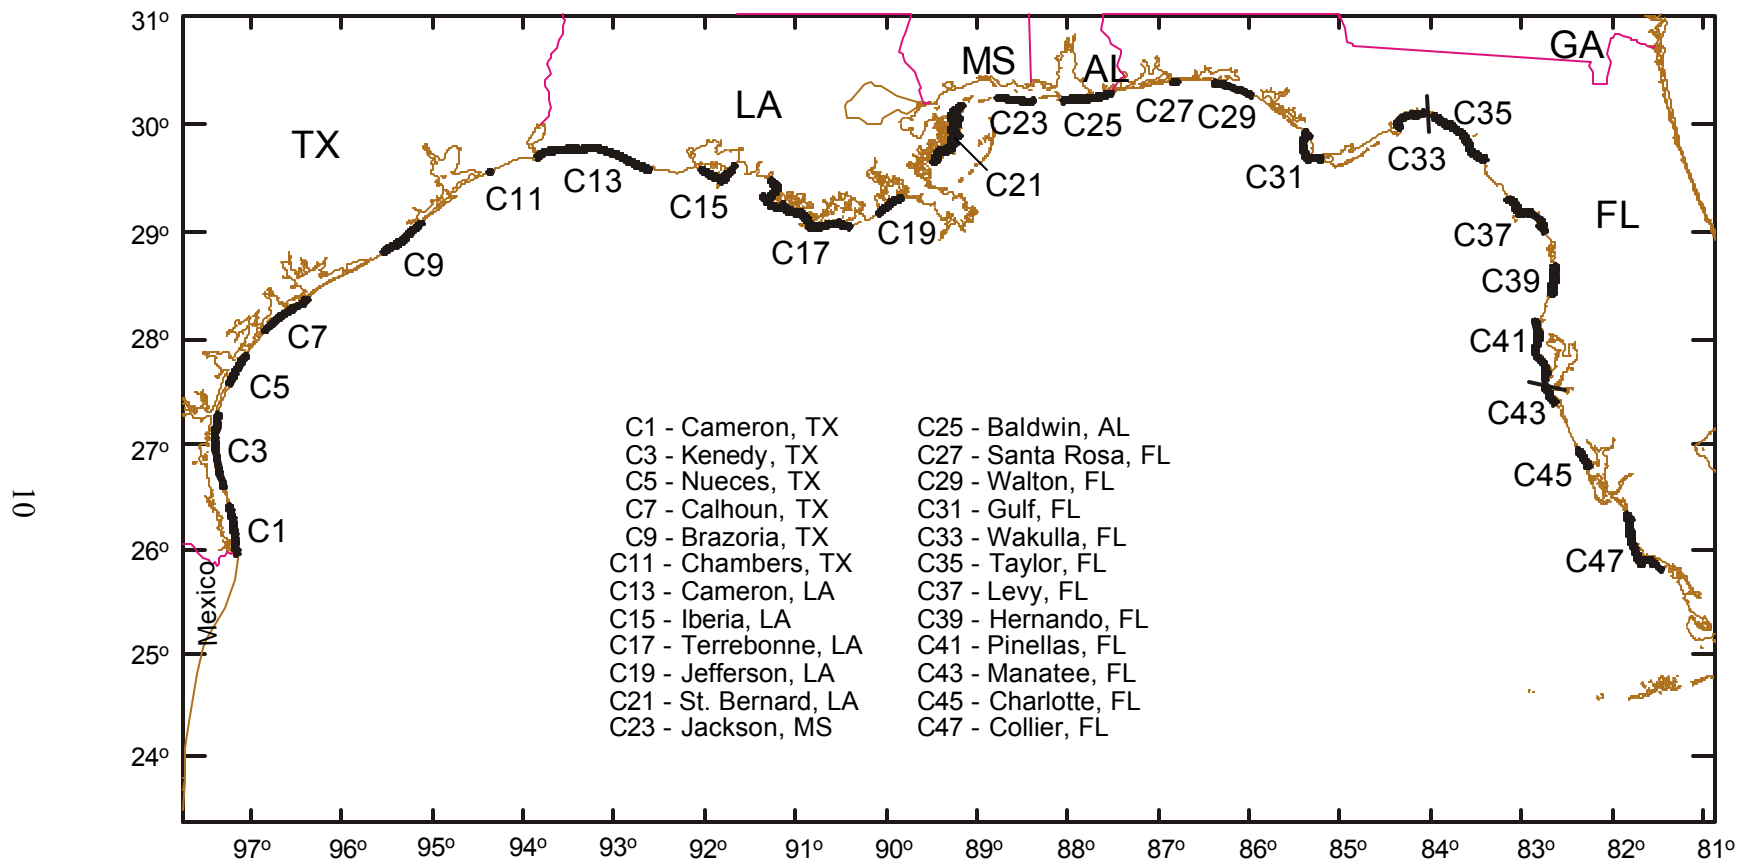 31°
30°
29°
28°
27°
26°
25°
24°
10
TX
LA
MS
AL
GA
FL
Mexico
C1
C3
C5
C7
C9
C11
C13
C15
C17
C19
C21
C23
C25
C27
C29
C31
C33
C35
C37
C39
C41
C43
C45
C47
C1 - Cameron, TX
C3 - Kenedy, TX
C5 - Nueces, TX
C7 - Calhoun, TX
C9 - Brazoria, TX
C11 - Chambers, TX
C13 - Cameron, LA
C15 - Iberia, LA
C17 - Terrebonne, LA
C19 - Jefferson, LA
C21 - St. Bernard, LA
C23 - Jackson, MS
C25 - Baldwin, AL
C27 - Santa Rosa, FL
C29 - Walton, FL
C31 - Gulf, FL
C33 - Wakulla, FL
C35 - Taylor, FL
C37 - Levy, FL
C39 - Hernando, FL
C41 - Pinellas, FL
C43 - Manatee, FL
C45 - Charlotte, FL
C47 - Collier, FL
97° 96° 95° 94° 93° 92° 91° 90° 89° 88° 87° 86° 85° 84° 83° 82° 81°